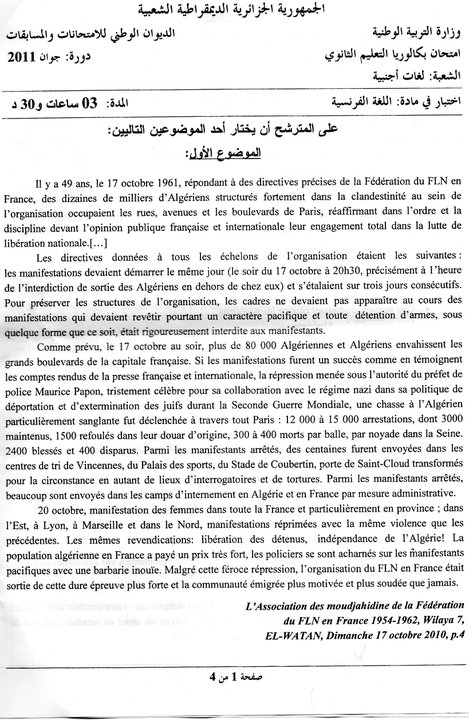 الجمهورية الجزائرية الديمقراطية الشعبية
وزارة التربية الوطنية الديوان الوطني للامتحانات والمسابقات
امتحان بكالوريا التعليم الثانوي دورة: جوان 2011
الشعبة: لغات أجنبية
اختبار في مادة: اللغة الفرنسية المدة: 03 ساعات و30 د
على المترشح أن يختار أحد الموضوعين التاليين:
الموضوع الأول:
Il y a 49 ans, le 17 octobre 1961, répondant à des directives précises de la Fédération du FLN en
France, des dizaines de milliers d'Algériens structurés fortement dans la clandestinité au sein de
l'organisation occupaient les rues, avenues et les boulevards de Paris, réaffirmant dans l'ordre et la
discipline devant l'opinion publique française et internationale leur engagement total dans la lutte de
libération nationale.[…]
Les directives données à tous les échelons de l'organisation étaient les suivantes :
les manifestations devaient démarrer le même jour (le soir du 17 octobre à 20h30, précisément à l'heure
de l'interdiction de sortie des Algériens en dehors de chez eux) et s'étalaient sur trois jours consécutifs.
Pour préserver les structures de l'organisation, les cadres ne devaient pas apparaître au cours des
manifestations qui devaient revêtir pourtant un caractère pacifique et toute détention d'armes, sous
quelque forme que ce soit, était rigoureusement interdite aux manifestants.
Comme prévu, le 17 octobre au soir, plus de 80 000 Algériennes et Algériens envahissent les
grands boulevards de la capitale française. Si les manifestations furent un succès comme en témoignent
les comptes rendus de la presse française et internationale, la répression menée sous l'autorité du préfet de
police Maurice Papon, tristement célèbre pour sa collaboration avec le régime nazi dans sa politique de
déportation et d'extermination des juifs durant la Seconde Guerre Mondiale, une chasse à l'Algérien
particulièrement sanglante fut déclenchée à travers tout Paris : 12 000 à 15 000 arrestations, dont 3000
maintenus, 1500 refoulés dans leur douar d'origine, 300 à 400 morts par balle, par noyade dans la Seine.
2400 blessés et 400 disparus. Parmi les manifestants arrêtés, des centaines furent envoyées dans les
centres de tri de Vincennes, du Palais des sports, du Stade de Coubertin, porte de Saint-Cloud transformés
pour la circonstance en autant de lieux d'interrogatoires et de tortures. Parmi les manifestants arrêtés,
beaucoup sont envoyés dans les camps d'internement en Algérie et en France par mesure administrative.
20 octobre, manifestation des femmes dans toute la France et particulièrement en province ; dans
l'Est, à Lyon, à Marseille et dans le Nord, manifestations réprimées avec la même violence que les
précédentes. Les mêmes revendications: libération des détenus, indépendance de l'Algérie! La
population algérienne en France a payé un prix très fort, les policiers se sont acharnés sur les manifestants
pacifiques avec une barbarie inouïe. Malgré cette féroce répression, l'organisation du FLN en France était
sortie de cette dure épreuve plus forte et la communauté émigrée plus motivée et plus soudée que jamais.
L'Association des moudjahidine de la Fédération
du FLN en France 1954-1962, Wilaya 7,
EL-WATAN, Dimanche 17 octobre 2010, p.4
صفحة 1 من 4